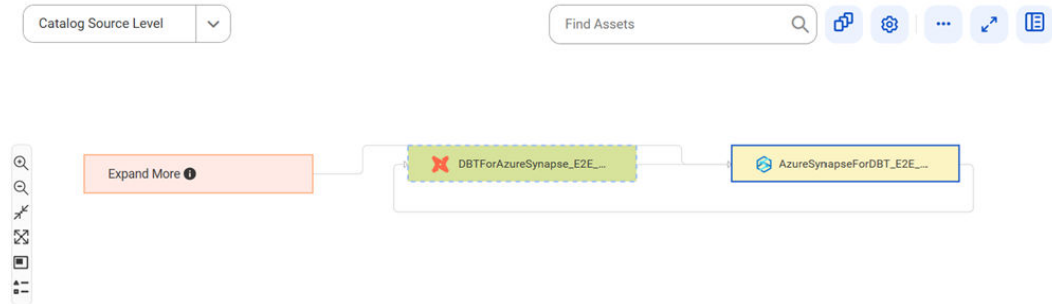 Catalog Source Level
Find Assets
Expand More
DBTForAzureSynapse_E2E_...
AzureSynapseForDBT_E2E_...